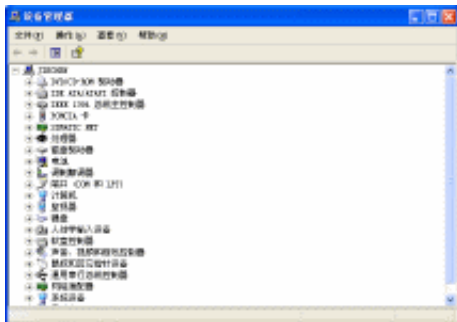 设备管理器
文件(F) 操作(A) 查看(V) 帮助(H)
DVD/CD-ROM 驱动器
IDE ATA/ATAPI 控制器
IEEE 1394 总线主控制器
PCMCIA 卡
SIMATIC NET
处理器
磁盘驱动器
电池
调制解调器
端口 (COM 和 LPT)
计算机
监视器
键盘
人体学输入设备
软盘控制器
声音、视频和游戏控制器
鼠标和其它指针设备
通用串行总线控制器
网络适配器
系统设备